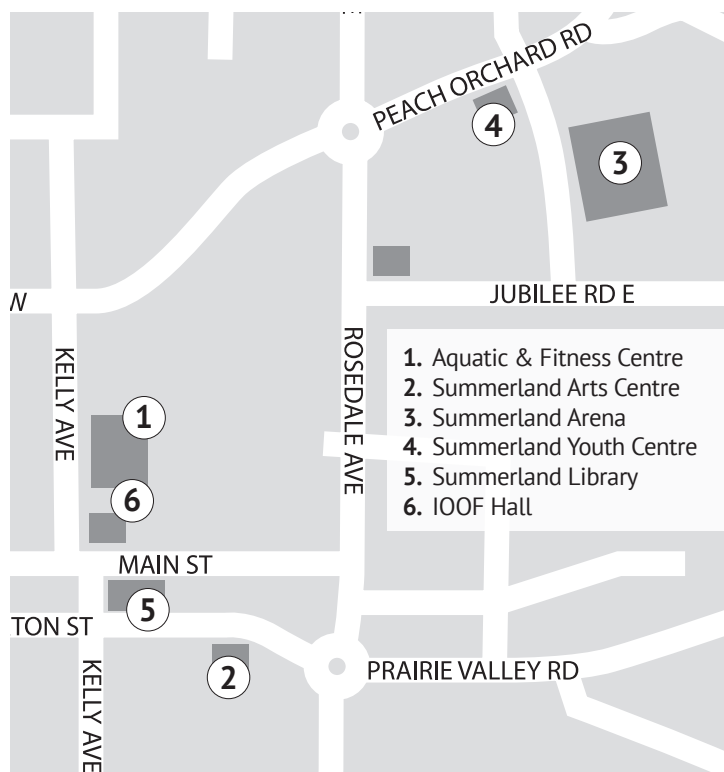 PEACH ORCHARD RD
4
3
W
JUBILEE RD E
KELLY AVE
ROSEDALE AVE
1. Aquatic & Fitness Centre
2. Summerland Arts Centre
3. Summerland Arena
4. Summerland Youth Centre
5. Summerland Library
6. IOOF Hall
1
6
MAIN ST
5
TON ST
2
PRAIRIE VALLEY RD
KELLY AVE